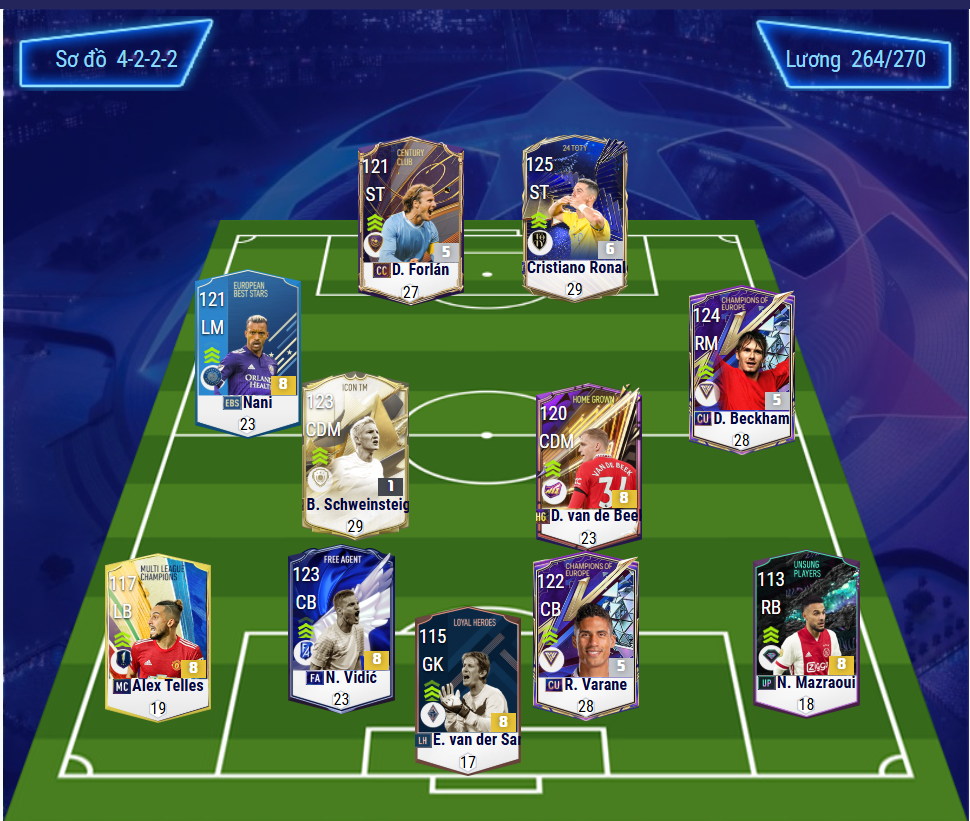 Sơ đồ 4-2-2-2
Lương 264/270
CENTURY
CLUB
121
ST
5
CC D. Forlán
27
24 TOTY
125
ST
6
Cristiano Ronal
29
EUROPEAN
BEST STARS
121
LM
ORLAN
HEALT
8
EBS Nani
23
CHAMPIONS OF
EUROPE
124
RM
5
CU D. Beckham
28
ICON TM
123
CDM
1
B. Schweinsteig
29
HOME GROWN
120
CDM
VAN DE BEEK
8
HG D. van de Beel
23
MULTI LEAGUE
CHAMPIONS
117
LB
8
MC Alex Telles
19
FREE AGENT
123
CB
8
FA N. Vidić
23
LOYAL HEROES
115
GK
8
LH E. van der Sar
17
CHAMPIONS OF
EUROPE
122
CB
5
CU R. Varane
28
UNSUNG
PLAYERS
113
RB
8
UP N. Mazraoui
18